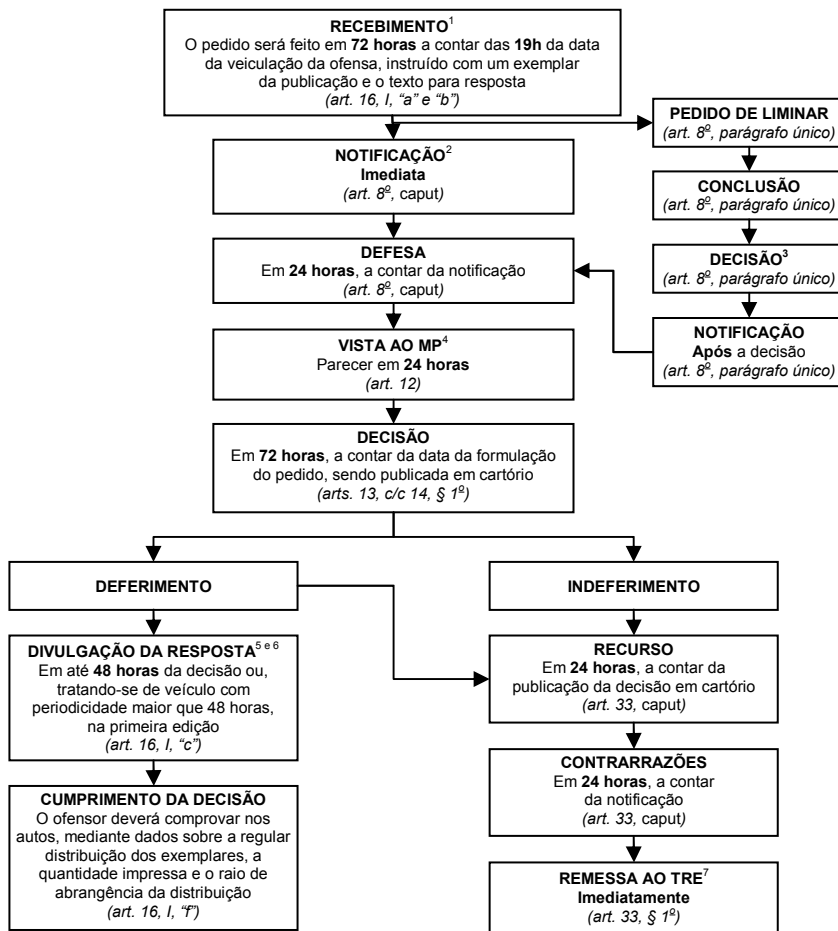 RECEBIMENTO¹
O pedido será feito em 72 horas a contar das 19h da data
da veiculação da ofensa, instruído com um exemplar
da publicação e o texto para resposta
(art. 16, I, “a” e “b”)
PEDIDO DE LIMINAR
(art. 8º, parágrafo único)
NOTIFICAÇÃO²
Imediata
(art. 8º, caput)
CONCLUSÃO
(art. 8º, parágrafo único)
DEFESA
Em 24 horas, a contar da notificação
(art. 8º, caput)
DECISÃO³
(art. 8º, parágrafo único)
NOTIFICAÇÃO
Após a decisão
(art. 8º, parágrafo único)
VISTA AO MP⁴
Parecer em 24 horas
(art. 12)
DECISÃO
Em 72 horas, a contar da data da formulação
do pedido, sendo publicada em cartório
(arts. 13, c/c 14, § 1º)
DEFERIMENTO
INDEFERIMENTO
DIVULGAÇÃO DA RESPOSTA⁵ ᵉ ⁶
Em até 48 horas da decisão ou,
tratando-se de veículo com
periodicidade maior que 48 horas,
na primeira edição
(art. 16, I, “c”)
RECURSO
Em 24 horas, a contar da
publicação da decisão em cartório
(art. 33, caput)
CONTRARRAZÕES
Em 24 horas, a contar
da notificação
(art. 33, caput)
CUMPRIMENTO DA DECISÃO
O ofensor deverá comprovar nos
autos, mediante dados sobre a regular
distribuição dos exemplares, a
quantidade impressa e o raio de
abrangência da distribuição
(art. 16, I, “f”)
REMESSA AO TRE⁷
Imediatamente
(art. 33, § 1º)